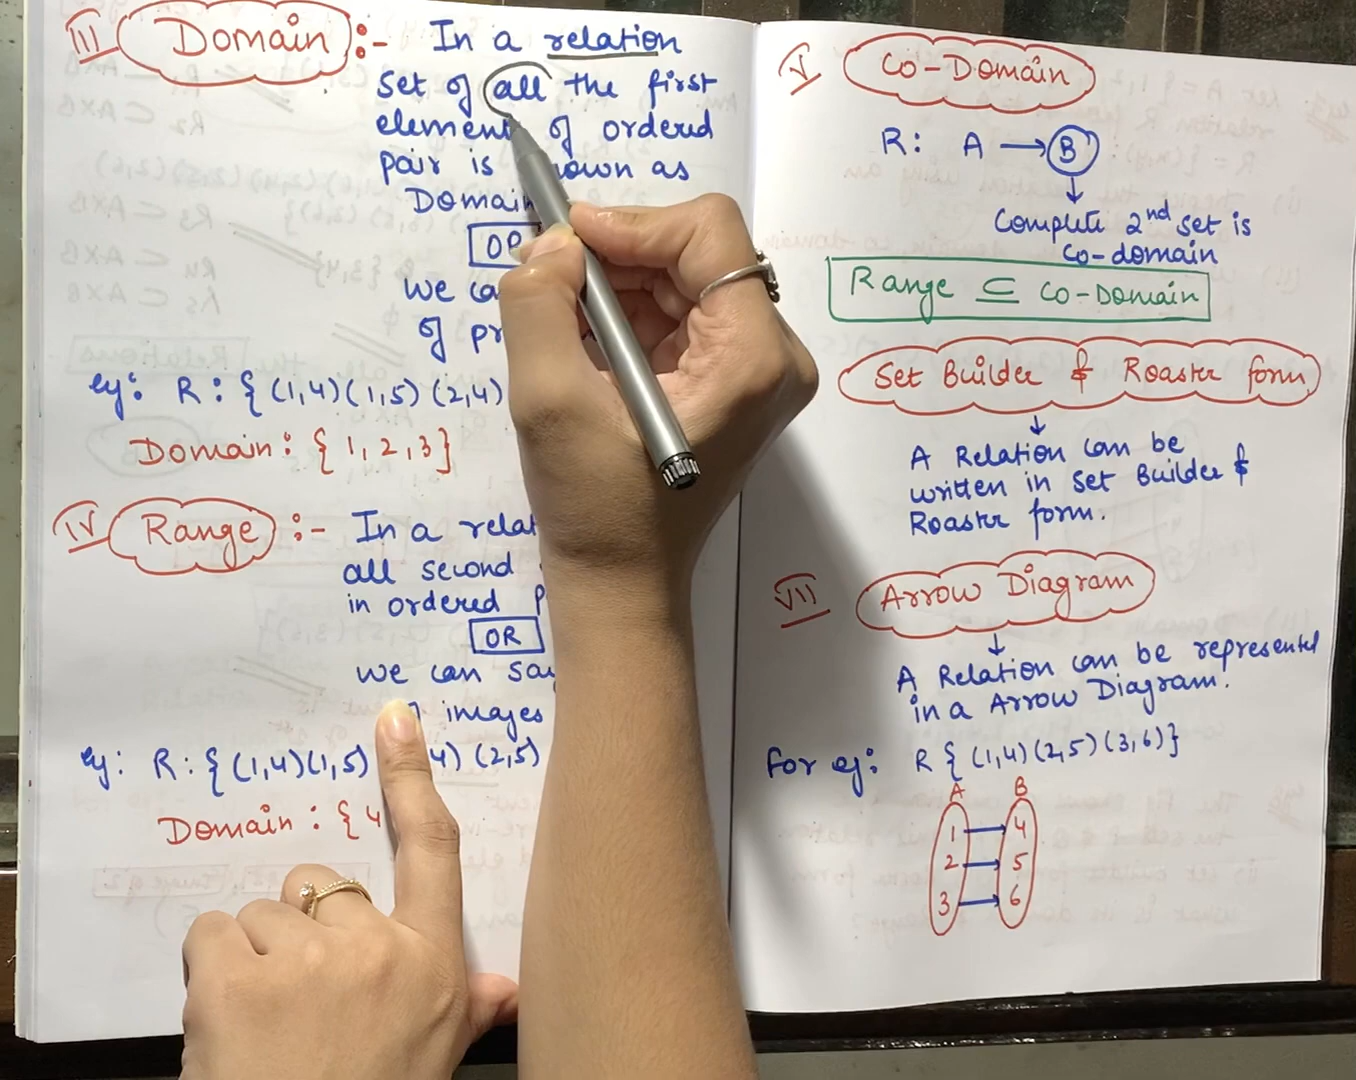 III Domain :- In a relation
set of all the first
element of ordered
pair is known as
Domain
OR
we ca
of pr
eg: R : { (1,4) (1,5) (2,4)
Domain : { 1, 2, 3 }
IV Range :- In a relat
all second
in ordered p
OR
we can say
of images
eg: R : { (1,4) (1,5) 4) (2,5)
Domain : { 4
V Co-Domain
R: A → B
↓
Complete 2nd set is
Co-domain
Range ⊆ Co-Domain
Set Builder & Roaster form
↓
A Relation can be
written in Set Builder &
Roaster form.
VII Arrow Diagram
↓
A Relation can be represented
in a Arrow Diagram.
For eg: R { (1,4) (2,5) (3,6) }
A B
1 → 4
2 → 5
3 → 6